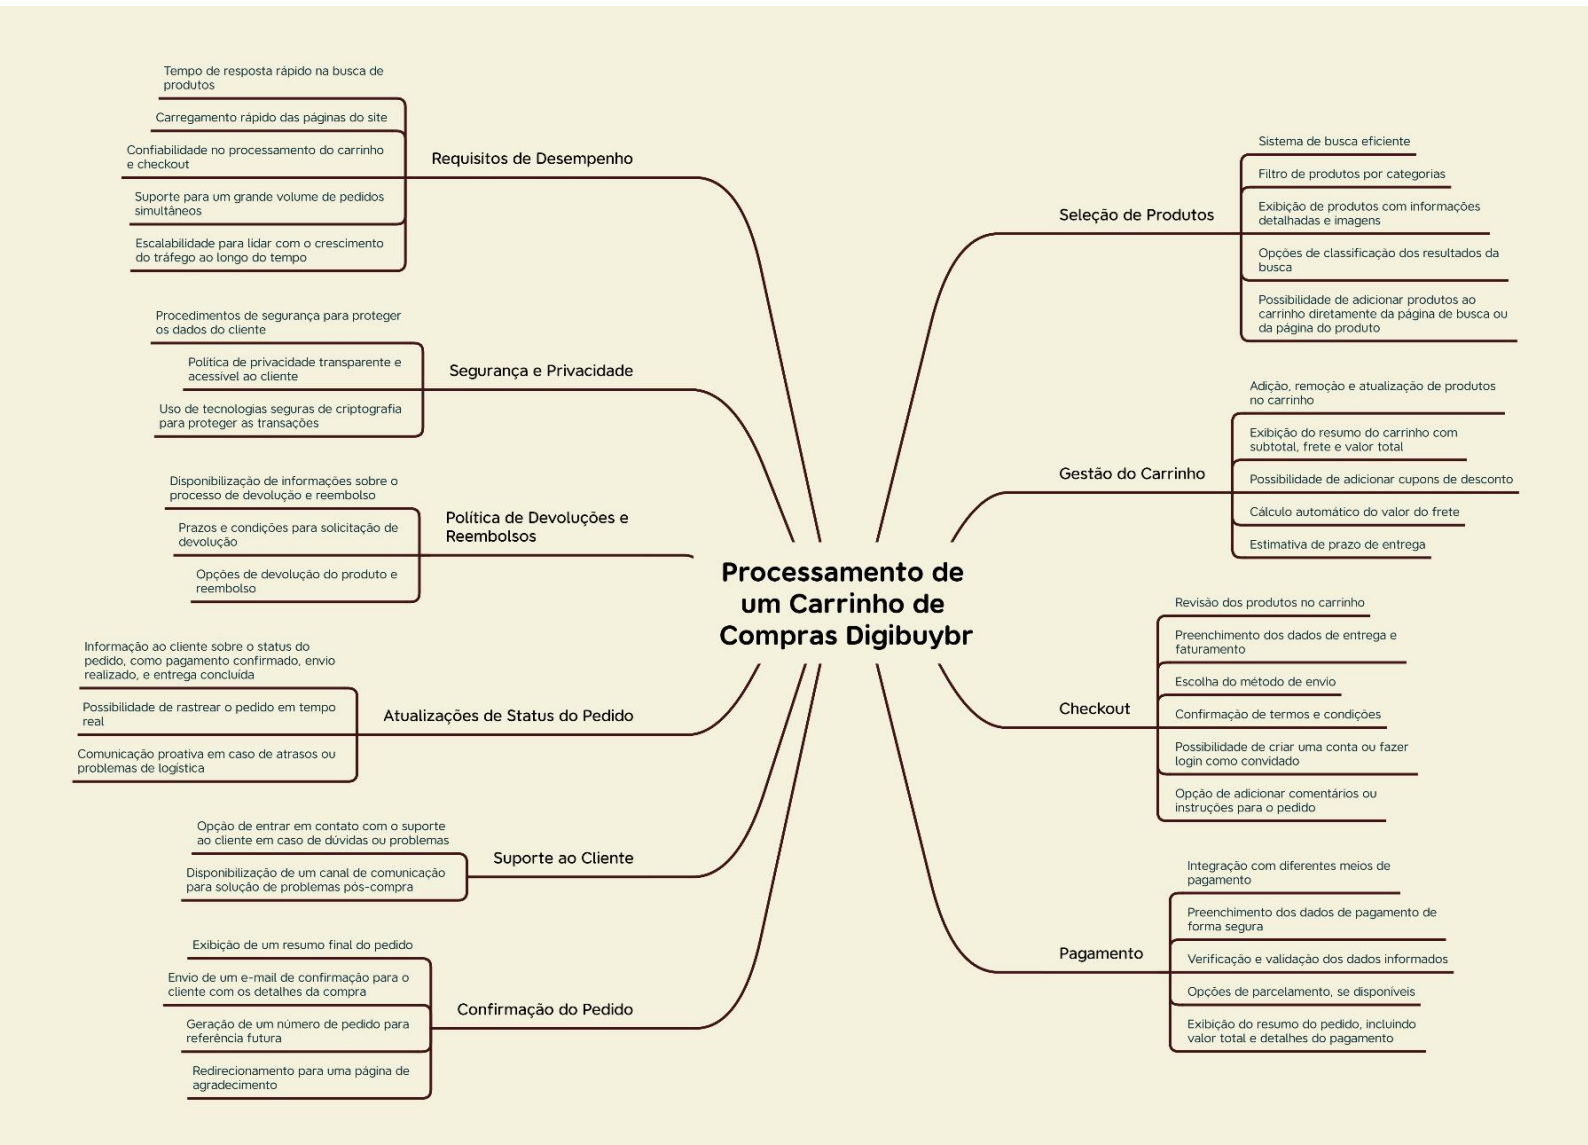 Processamento de
um Carrinho de
Compras Digibuybr
Seleção de Produtos
Sistema de busca eficiente
Filtro de produtos por categorias
Exibição de produtos com informações
detalhadas e imagens
Opções de classificação dos resultados da
busca
Possibilidade de adicionar produtos ao
carrinho diretamente da página de busca ou
da página do produto
Gestão do Carrinho
Adição, remoção e atualização de produtos
no carrinho
Exibição do resumo do carrinho com
subtotal, frete e valor total
Possibilidade de adicionar cupons de desconto
Cálculo automático do valor do frete
Estimativa de prazo de entrega
Checkout
Revisão dos produtos no carrinho
Preenchimento dos dados de entrega e
faturamento
Escolha do método de envio
Confirmação de termos e condições
Possibilidade de criar uma conta ou fazer
login como convidado
Opção de adicionar comentários ou
instruções para o pedido
Pagamento
Integração com diferentes meios de
pagamento
Preenchimento dos dados de pagamento de
forma segura
Verificação e validação dos dados informados
Opções de parcelamento, se disponíveis
Exibição do resumo do pedido, incluindo
valor total e detalhes do pagamento
Requisitos de Desempenho
Tempo de resposta rápido na busca de
produtos
Carregamento rápido das páginas do site
Confiabilidade no processamento do carrinho
e checkout
Suporte para um grande volume de pedidos
simultâneos
Escalabilidade para lidar com o crescimento
do tráfego ao longo do tempo
Segurança e Privacidade
Procedimentos de segurança para proteger
os dados do cliente
Política de privacidade transparente e
acessível ao cliente
Uso de tecnologias seguras de criptografia
para proteger as transações
Política de Devoluções e
Reembolsos
Disponibilização de informações sobre o
processo de devolução e reembolso
Prazos e condições para solicitação de
devolução
Opções de devolução do produto e
reembolso
Atualizações de Status do Pedido
Informação ao cliente sobre o status do
pedido, como pagamento confirmado, envio
realizado, e entrega concluída
Possibilidade de rastrear o pedido em tempo
real
Comunicação proativa em caso de atrasos ou
problemas de logística
Suporte ao Cliente
Opção de entrar em contato com o suporte
ao cliente em caso de dúvidas ou problemas
Disponibilização de um canal de comunicação
para solução de problemas pós-compra
Confirmação do Pedido
Exibição de um resumo final do pedido
Envio de um e-mail de confirmação para o
cliente com os detalhes da compra
Geração de um número de pedido para
referência futura
Redirecionamento para uma página de
agradecimento